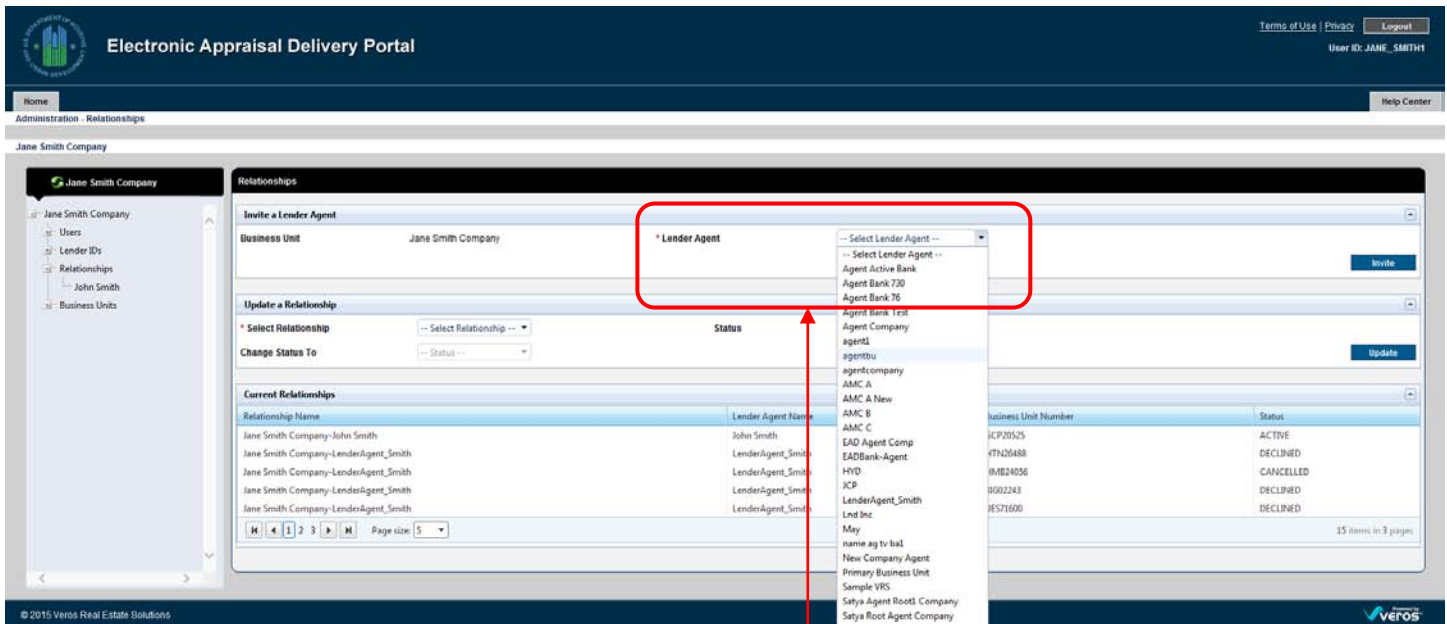 Terms of Use | Privacy Logout
Electronic Appraisal Delivery Portal
User ID: JANE_SMITH1
Home
Help Center
Administration - Relationships
Jane Smith Company
Jane Smith Company
Jane Smith Company
Users
Lender IDs
Relationships
John Smith
Business Units
Relationships
Invite a Lender Agent
Business Unit Jane Smith Company * Lender Agent -- Select Lender Agent --
-- Select Lender Agent --
Agent Active Bank
Agent Bank 730
Agent Bank 76
Agent Bank Test
Agent Company
agent1
agentbu
agentcompany
AMC A
AMC A New
AMC B
AMC C
EAD Agent Comp
EADBank-Agent
HYD
JCP
LenderAgent_Smith
Lnd Inc
May
name ag tv ba1
New Company Agent
Primary Business Unit
Sample VRS
Satya Agent Root1 Company
Satya Root Agent Company
Invite
Update a Relationship
* Select Relationship -- Select Relationship -- Status
Change Status To -- Status --
Update
Current Relationships
Relationship Name Lender Agent Name Business Unit Number Status
Jane Smith Company-John Smith John Smith ACTIVE
Jane Smith Company-LenderAgent_Smith LenderAgent_Smith DECLINED
Jane Smith Company-LenderAgent_Smith LenderAgent_Smith CANCELLED
Jane Smith Company-LenderAgent_Smith LenderAgent_Smith DECLINED
Jane Smith Company-LenderAgent_Smith LenderAgent_Smith DECLINED
1 2 3 Page size: 5
15 items in 3 pages
© 2015 Veros Real Estate Solutions
Powered by
veros